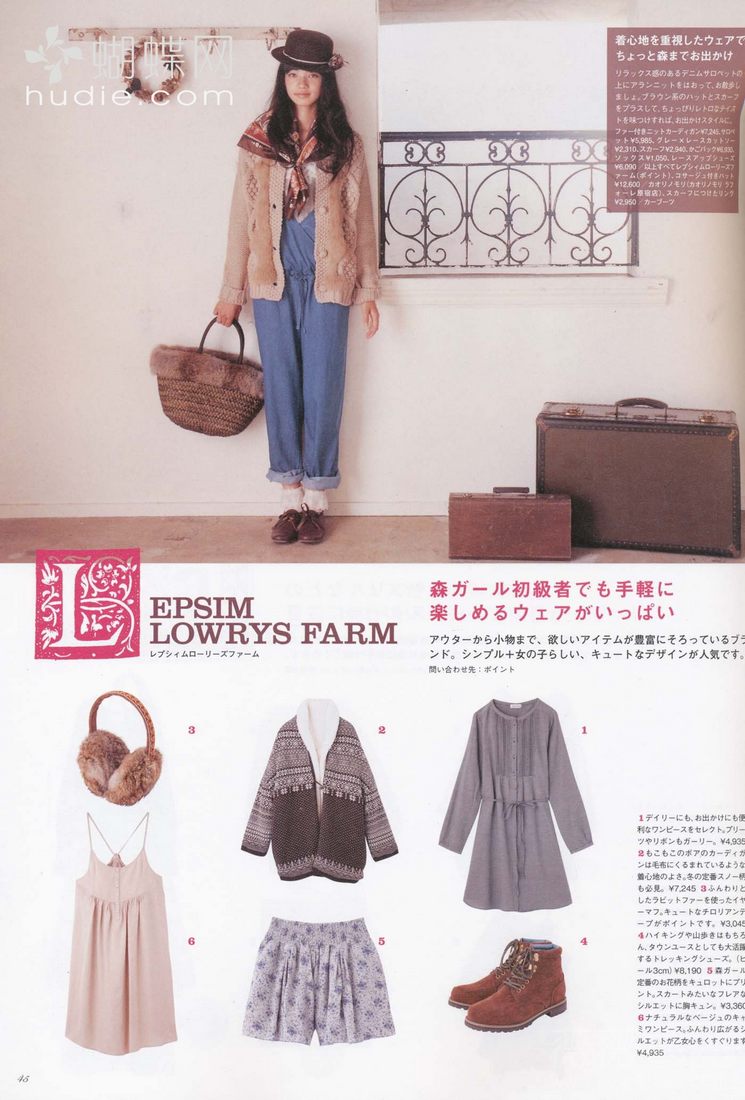 蝴蝶网
hudie.com
着心地を重視したウェアで
ちょっと森までお出かけ
リラックス感のあるデニムサロペットの
上にアランニットをはおって、お散歩し
ましょ。ブラウン系のハットとスカーフ
をプラスして、ちょっぴりレトロなテイス
トを味つけすれば、お出かけスタイルに。
ファー付きニットカーディガン¥7,245、サロペ
ット¥5,985、グレー×レースカットソー
¥2,310、スカーフ¥2,940、かごバック¥6,930、
ソックス¥1,050、レースアップシューズ
¥6,090／以上すべてレプシィムローリーズフ
ァーム(ポイント)、コサージュ付きハット
¥12,600／カオリノモリ(カオリノモリ ラフ
ォーレ原宿店)、スカーフにつけたリング
¥2,950／カーブーツ
L
EPSIM
LOWRYS FARM
レプシィムローリーズファーム
森ガール初級者でも手軽に
楽しめるウェアがいっぱい
アウターから小物まで、欲しいアイテムが豊富にそろっているブラ
ンド。シンプル＋女の子らしい、キュートなデザインが人気です。
問い合わせ先：ポイント
3
2
1
6
5
4
1 デイリーにも、お出かけにも便
利なワンピースをセレクト。プリー
ツやリボンもガーリー。¥4,935
2 もこもこのボアのカーディガ
ンは毛布にくるまれているような
着心地のよさ。冬の定番スノー柄
も必見。¥7,245 3 ふんわりと
したラビットファーを使ったイヤ
ーマフ。キュートなチロリアンテ
ープがポイントです。¥3,045
4 ハイキングや山歩きはもちろ
ん、タウンユースとしても大活躍
するトレッキングシューズ。(ヒ
ール3cm)¥8,190 5 森ガール
定番のお花柄をキュロットにプリ
ント。スカートみたいなフレアな
シルエットに胸キュン。¥3,360
6 ナチュラルなベージュのキャ
ミワンピース。ふんわり広がるシ
ルエットが乙女心をくすぐります
¥4,935
45